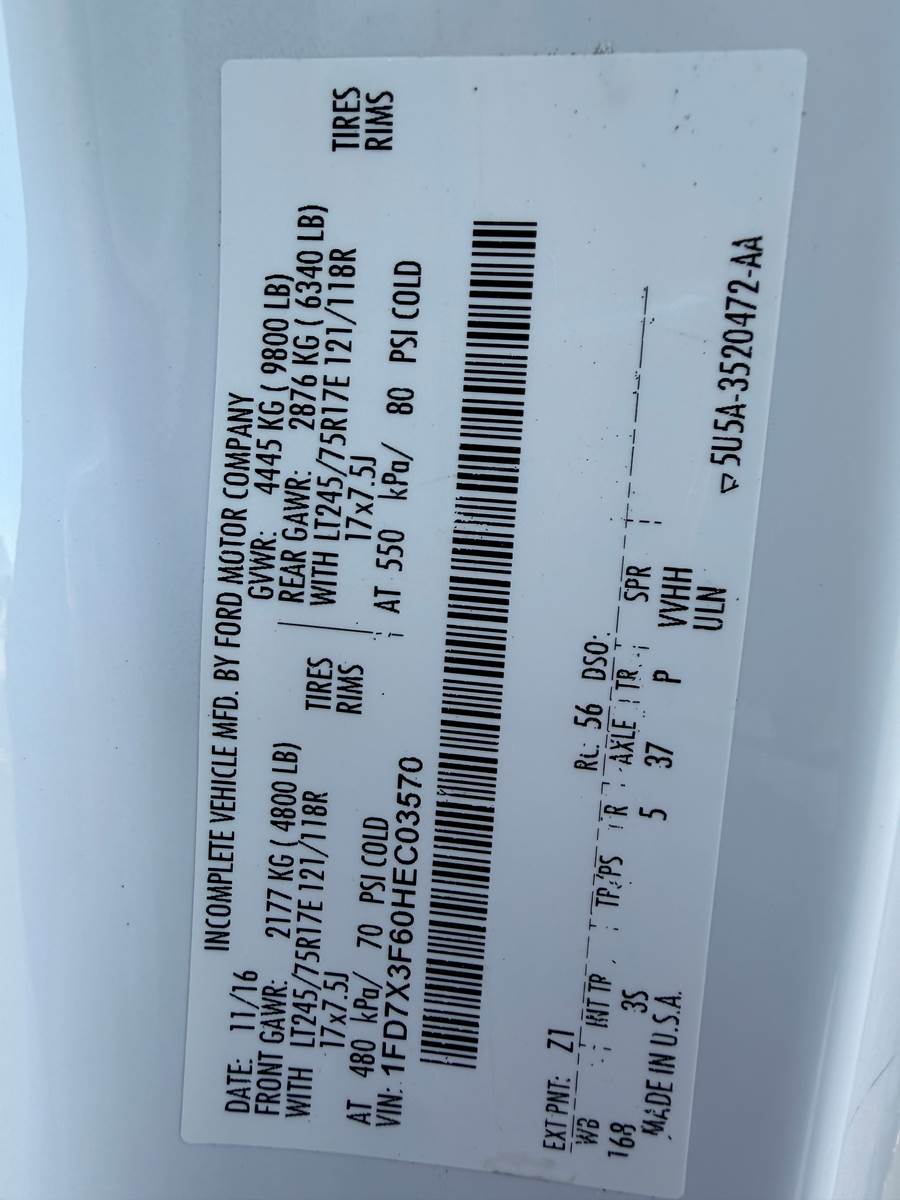 INCOMPLETE VEHICLE MFD. BY FORD MOTOR COMPANY
DATE: 11/16 GVWR: 4445 KG ( 9800 LB)
FRONT GAWR: 2177 KG ( 4800 LB) REAR GAWR: 2876 KG ( 6340 LB)
WITH LT245/75R17E 121/118R TIRES WITH LT245/75R17E 121/118R TIRES
17x7.5J RIMS 17x7.5J RIMS
AT 480 kPa/ 70 PSI COLD AT 550 kPa/ 80 PSI COLD
VIN: 1FD7X3F60HEC03570
EXT PNT: Z1 RC: 56 DSO:
WB INT TR TP/PS R AXLE TR SPR
168 3S 5 37 P VVHH
MADE IN U.S.A. ULN
5U5A-3520472-AA